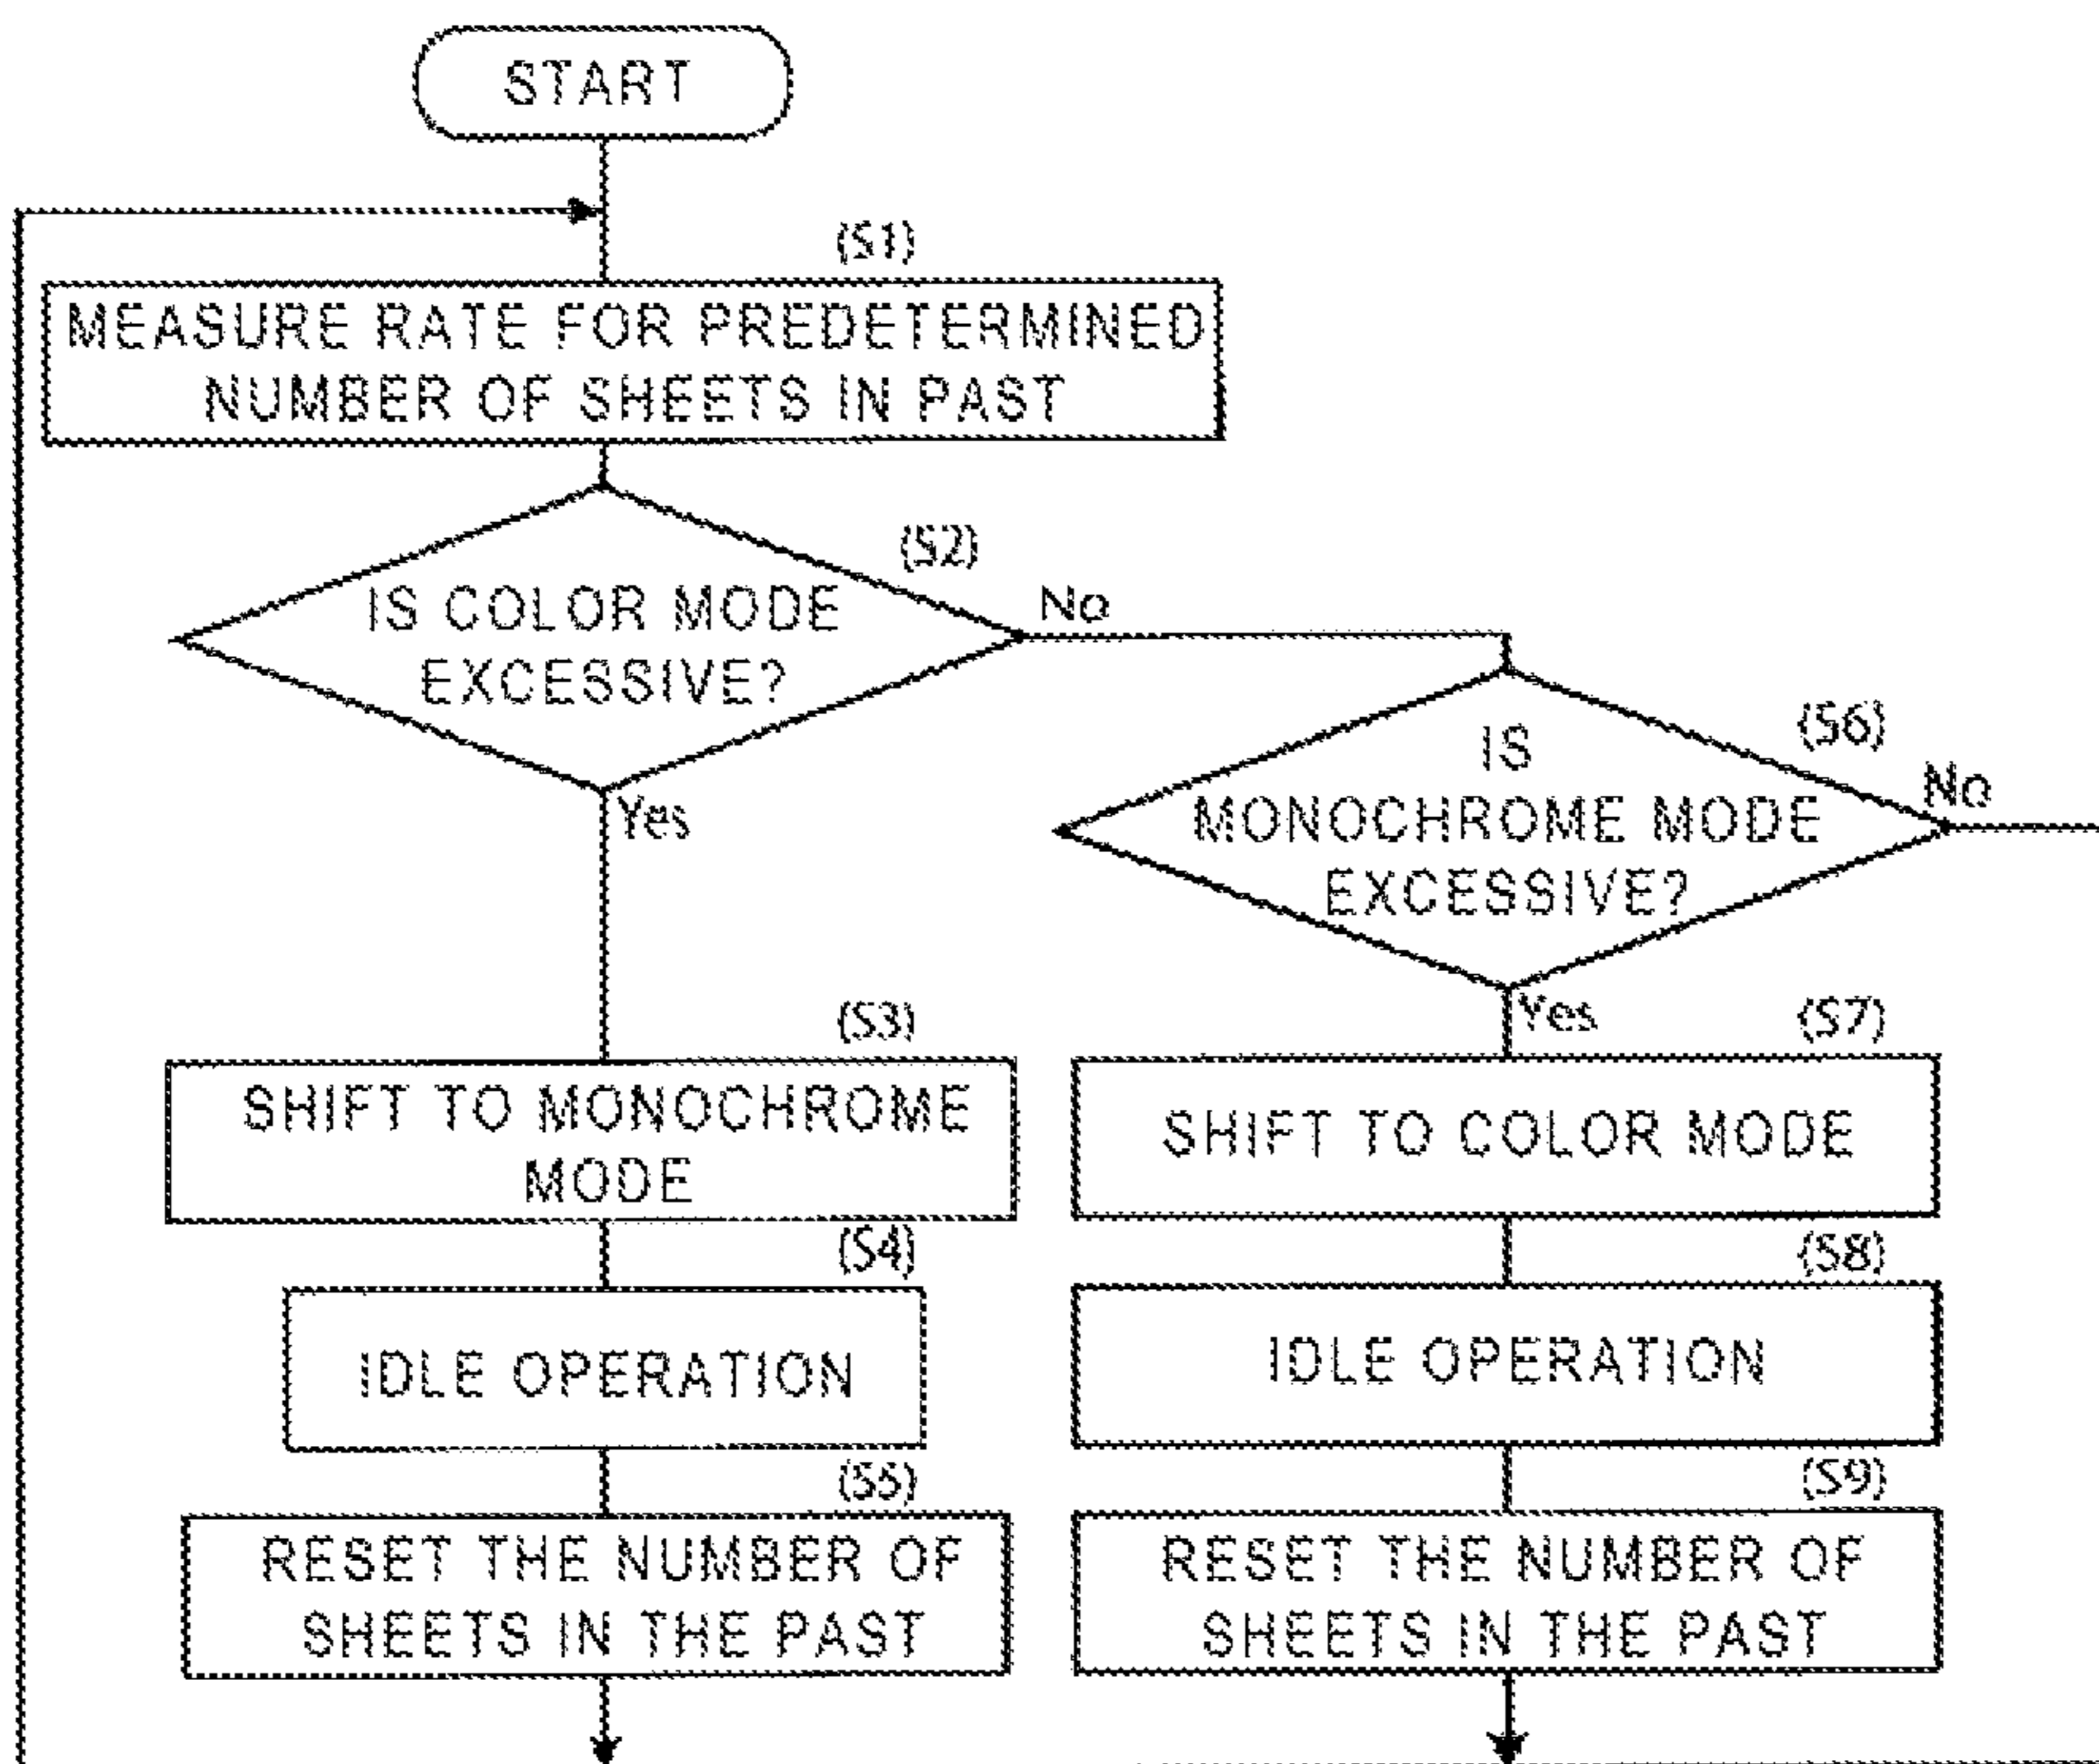 START
(S1)
MEASURE RATE FOR PREDETERMINED
NUMBER OF SHEETS IN PAST
(S2)
IS COLOR MODE
EXCESSIVE?
No
Yes
(S6)
IS
MONOCHROME MODE
EXCESSIVE?
No
Yes
(S3)
SHIFT TO MONOCHROME
MODE
(S4)
IDLE OPERATION
(S5)
RESET THE NUMBER OF
SHEETS IN THE PAST
(S7)
SHIFT TO COLOR MODE
(S8)
IDLE OPERATION
(S9)
RESET THE NUMBER OF
SHEETS IN THE PAST